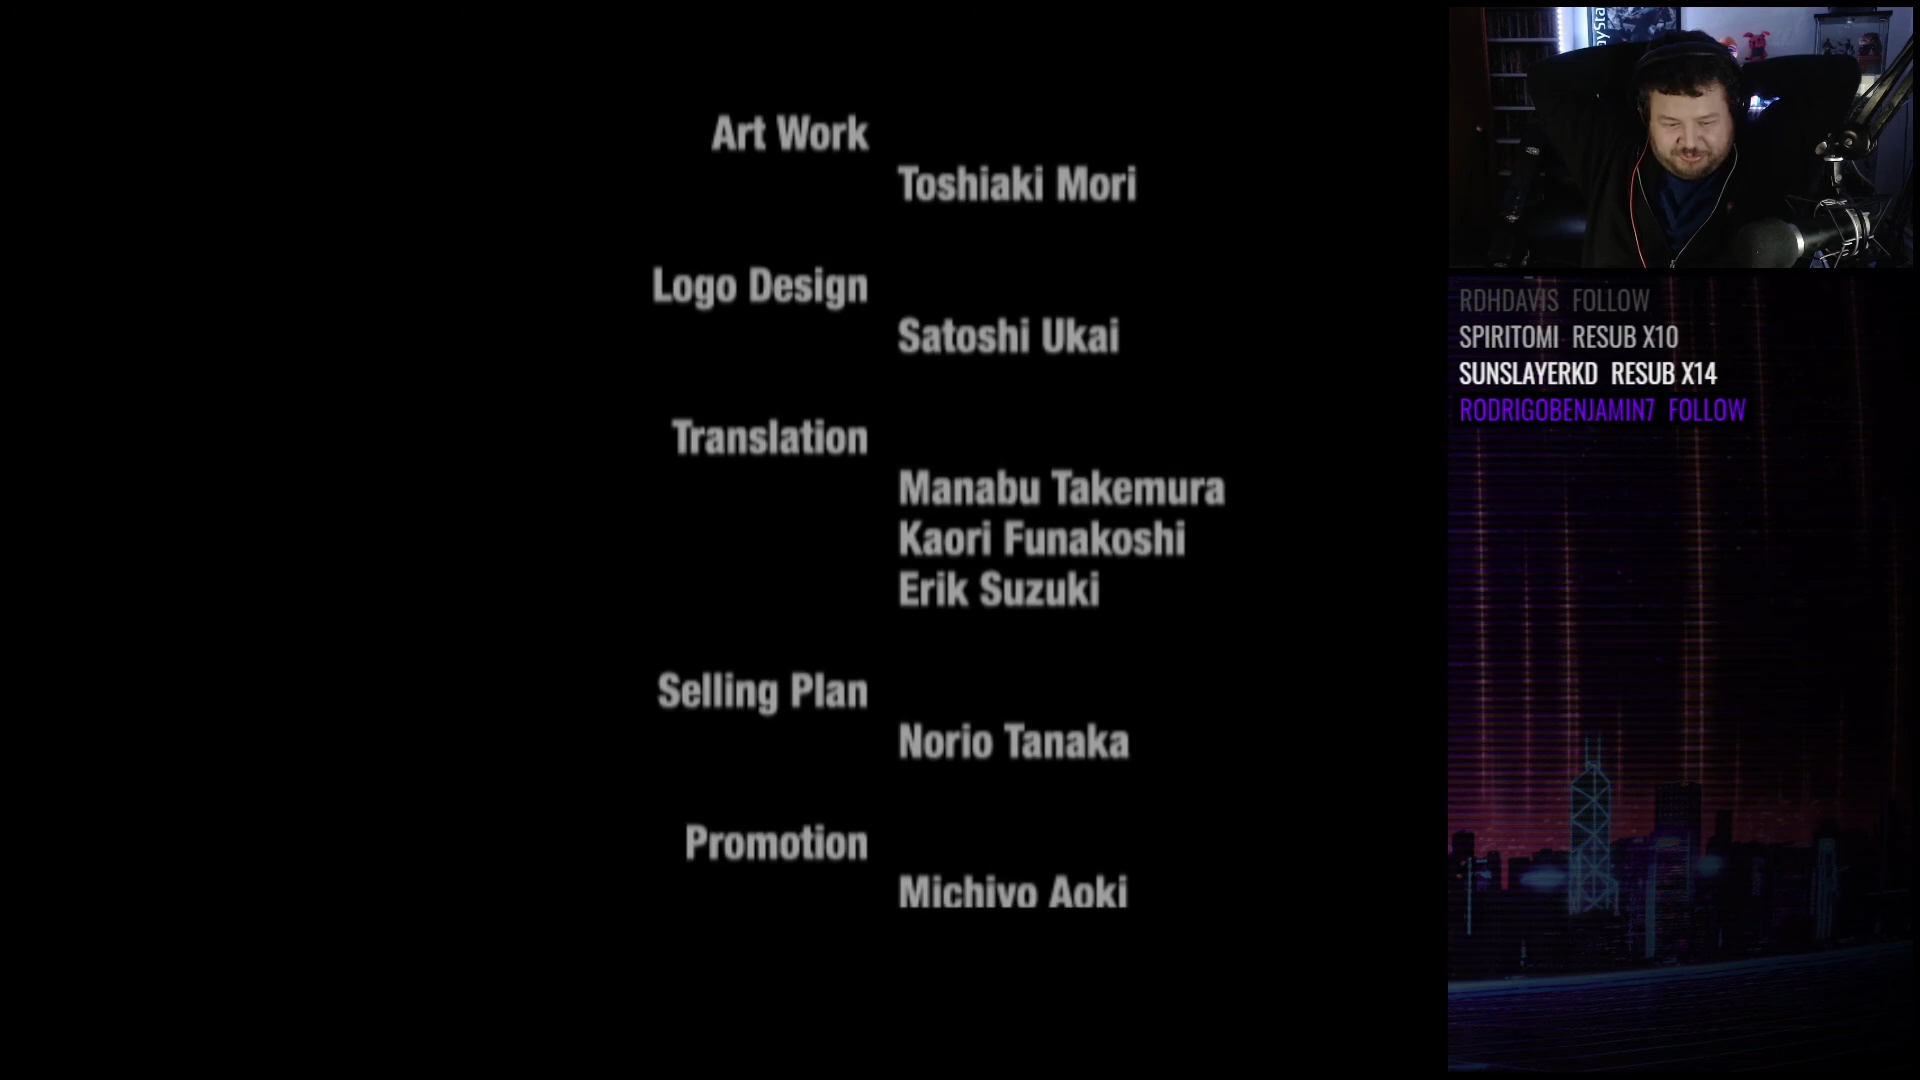 Art Work
Toshiaki Mori
Logo Design
Satoshi Ukai
Translation
Manabu Takemura
Kaori Funakoshi
Erik Suzuki
Selling Plan
Norio Tanaka
Promotion
Michiyo Aoki
RDHDAVIS FOLLOW
SPIRITOMI RESUB X10
SUNSLAYERKD RESUB X14
RODRIGOBENJAMIN7 FOLLOW